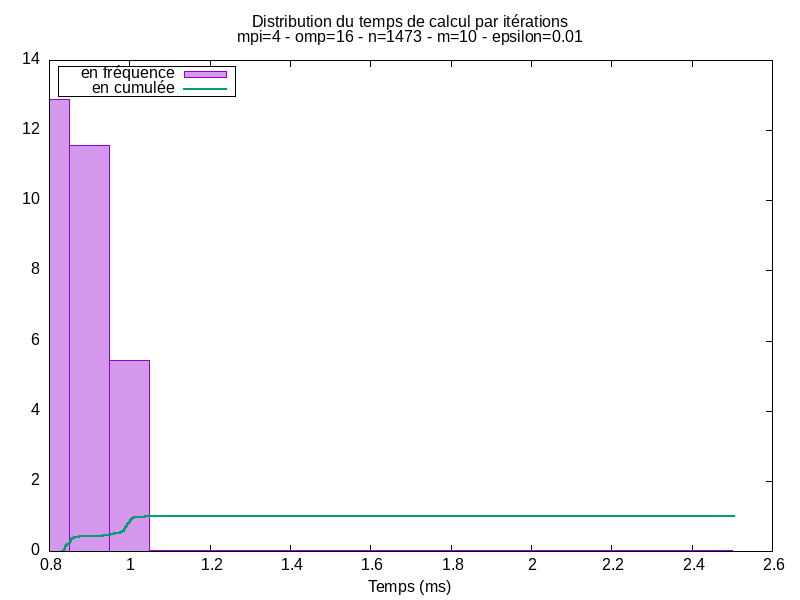 Distribution du temps de calcul par itérations
mpi=4 - omp=16 - n=1473 - m=10 - epsilon=0.01
en fréquence
en cumulée
14
12
10
8
6
4
2
0
0.8 1 1.2 1.4 1.6 1.8 2 2.2 2.4 2.6
Temps (ms)